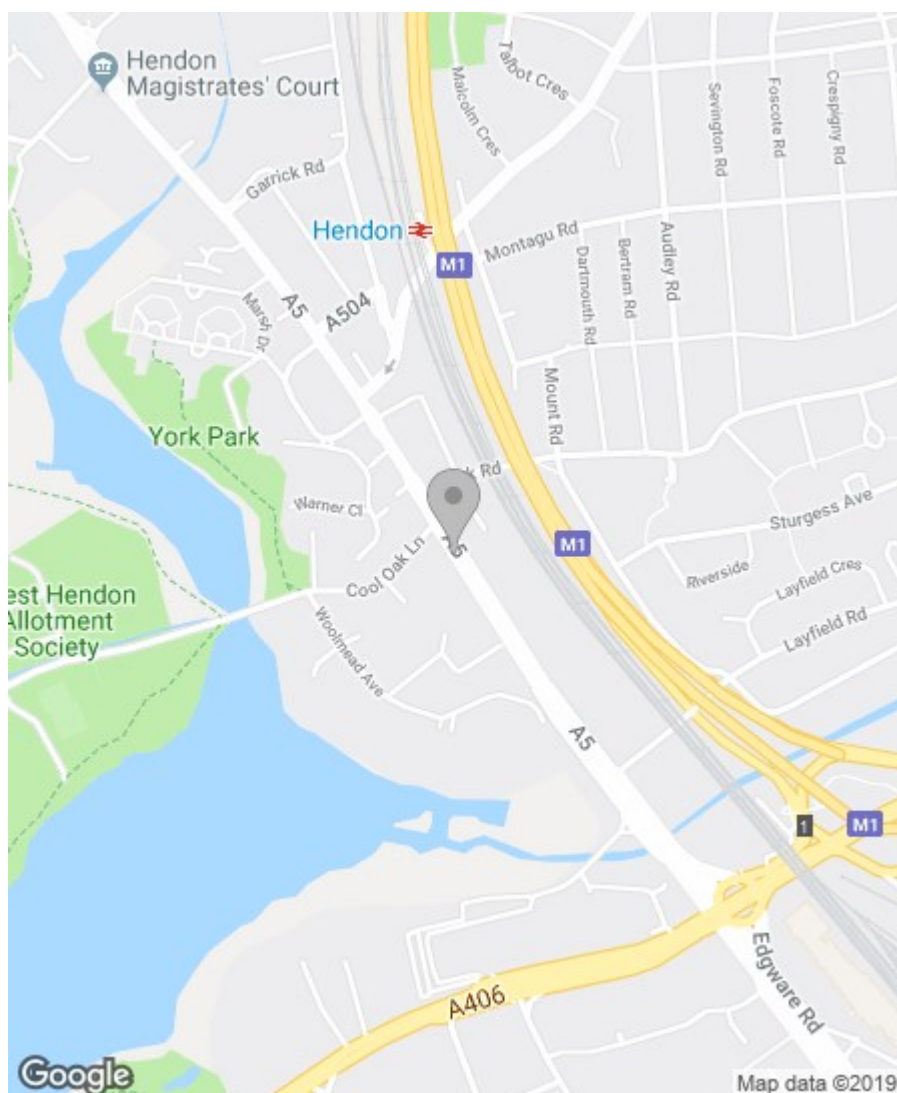 Hendon
Magistrates' Court
Talbot Cres
Malcolm Cres
Sevington Rd
Foscote Rd
Crespigny Rd
Garrick Rd
Hendon
M1
Montagu Rd
Audley Rd
Bertram Rd
Dartmouth Rd
A5
A504
Marsh Dr
Mount Rd
York Park
Rd
Warner Cl
Sturgess Ave
A5
M1
Cool Oak Ln
Riverside
Layfield Cres
est Hendon
Allotment
Society
Woolmead Ave
Layfield Rd
A5
1
M1
Edgware Rd
A406
Google
Map data ©2019